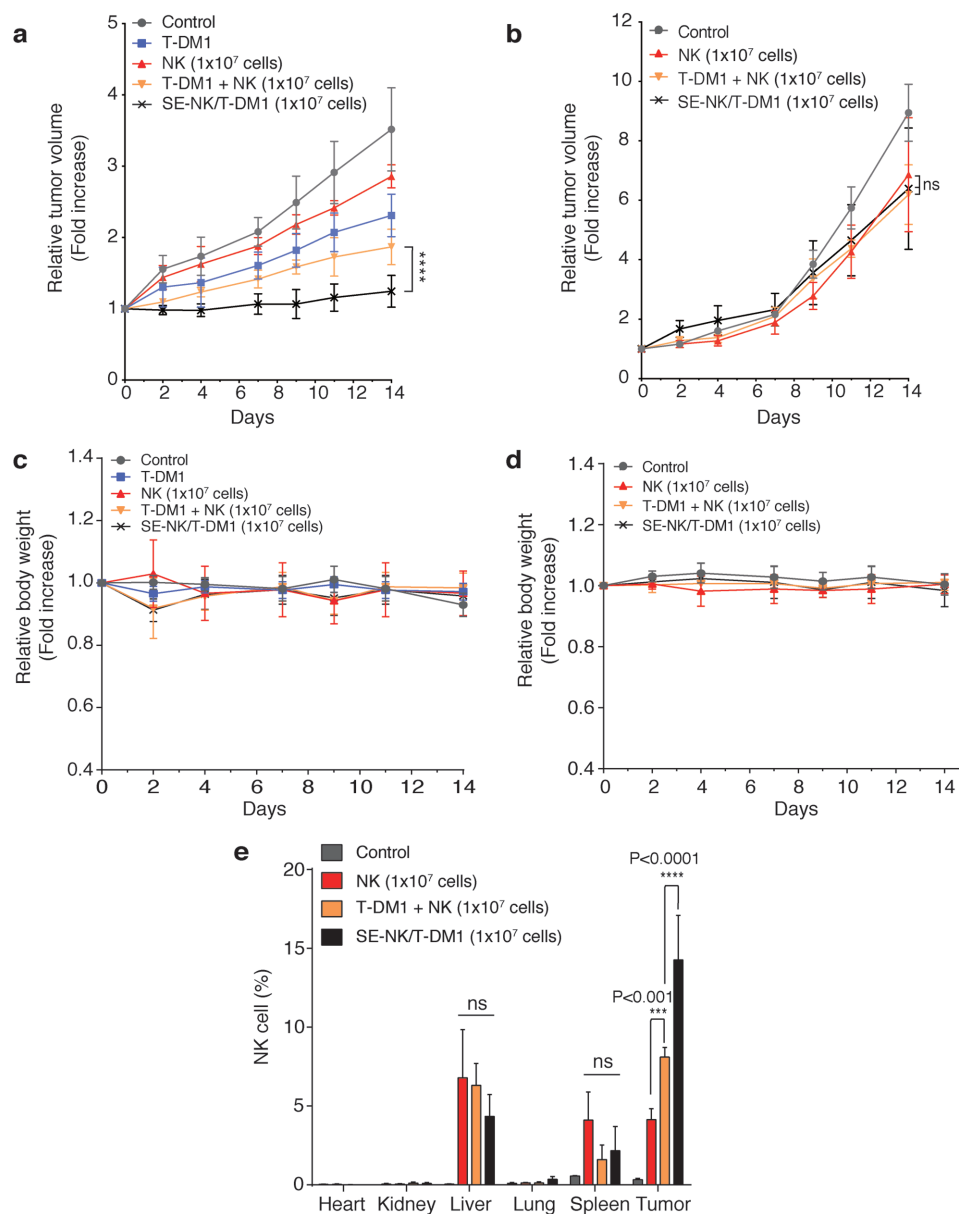 a
Control
T-DM1
NK (1x10⁷ cells)
T-DM1 + NK (1x10⁷ cells)
SE-NK/T-DM1 (1x10⁷ cells)
Relative tumor volume
(Fold increase)
5
4
3
2
1
0
****
0 2 4 6 8 10 12 14
Days
b
Control
NK (1x10⁷ cells)
T-DM1 + NK (1x10⁷ cells)
SE-NK/T-DM1 (1x10⁷ cells)
Relative tumor volume
(Fold increase)
12
10
8
6
4
2
0
ns
0 2 4 6 8 10 12 14
Days
c
Control
T-DM1
NK (1x10⁷ cells)
T-DM1 + NK (1x10⁷ cells)
SE-NK/T-DM1 (1x10⁷ cells)
Relative body weight
(Fold increase)
1.4
1.2
1.0
0.8
0.6
0.4
0 2 4 6 8 10 12 14
Days
d
Control
NK (1x10⁷ cells)
T-DM1 + NK (1x10⁷ cells)
SE-NK/T-DM1 (1x10⁷ cells)
Relative body weight
(Fold increase)
1.4
1.2
1.0
0.8
0.6
0.4
0 2 4 6 8 10 12 14
Days
e
Control
NK (1x10⁷ cells)
T-DM1 + NK (1x10⁷ cells)
SE-NK/T-DM1 (1x10⁷ cells)
NK cell (%)
20
15
10
5
0
ns
ns
P<0.001
***
P<0.0001
****
Heart Kidney Liver Lung Spleen Tumor